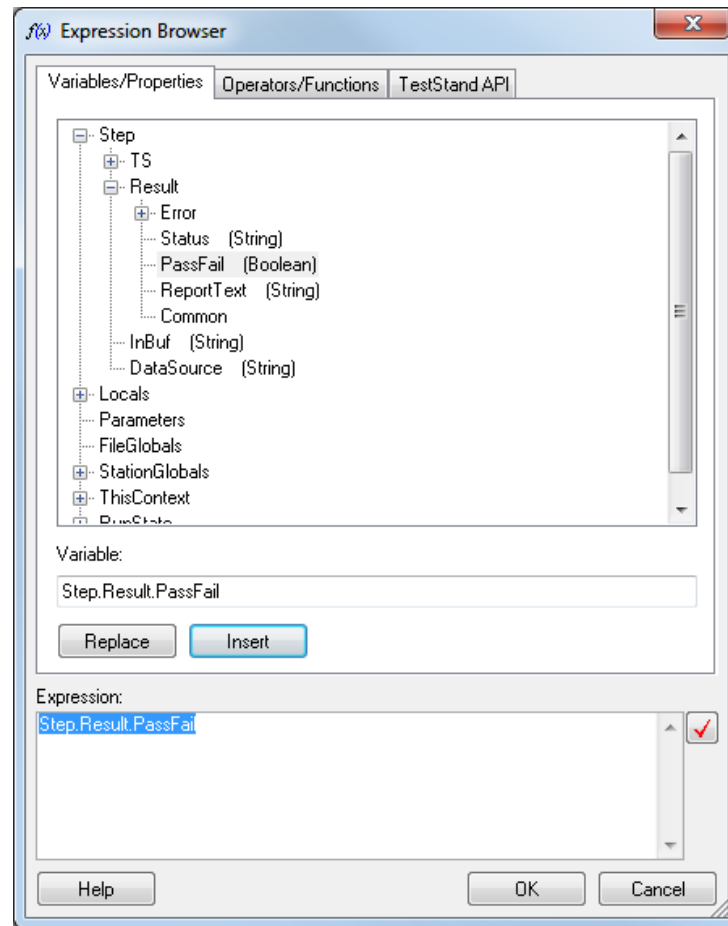 f(x) Expression Browser
Variables/Properties Operators/Functions TestStand API
Step
TS
Result
Error
Status (String)
PassFail (Boolean)
ReportText (String)
Common
InBuf (String)
DataSource (String)
Locals
Parameters
FileGlobals
StationGlobals
ThisContext
RunState
Variable:
Step.Result.PassFail
Replace Insert
Expression:
Step.Result.PassFail
Help OK Cancel